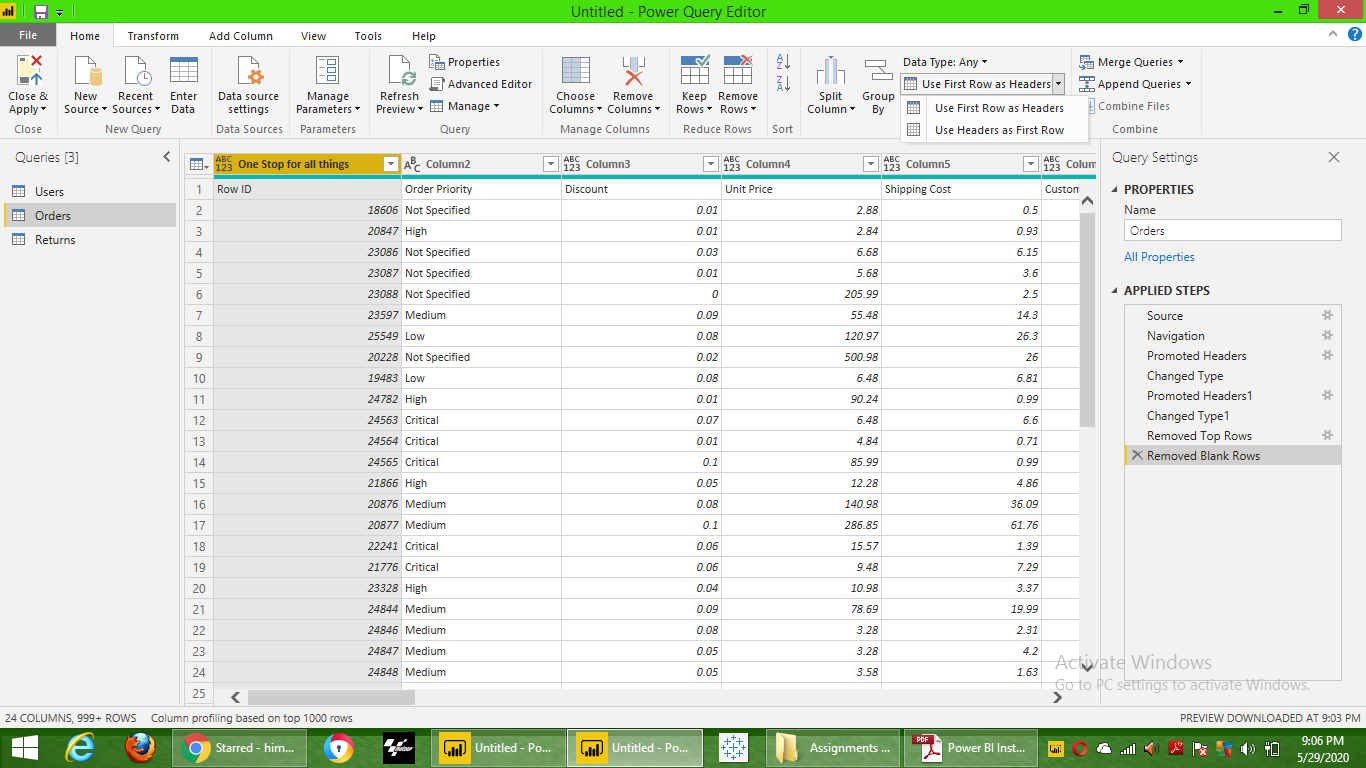 Untitled - Power Query Editor
File Home Transform Add Column View Tools Help
Close & Apply New Source Recent Sources Enter Data Data source settings Manage Parameters Refresh Preview Properties Advanced Editor Manage Choose Columns Remove Columns Keep Rows Remove Rows Split Column Group By Data Type: Any Use First Row as Headers Merge Queries Append Queries Combine Files
Use First Row as Headers
Use Headers as First Row
Close New Query Data Sources Parameters Query Manage Columns Reduce Rows Sort Combine
Queries [3]
Users
Orders
Returns
ABC 123 One Stop for all things ABC Column2 ABC 123 Column3 ABC 123 Column4 ABC 123 Column5 ABC 123 Colum
1 Row ID Order Priority Discount Unit Price Shipping Cost Custom
2 18606 Not Specified 0.01 2.88 0.5
3 20847 High 0.01 2.84 0.93
4 23086 Not Specified 0.03 6.68 6.15
5 23087 Not Specified 0.01 5.68 3.6
6 23088 Not Specified 0 205.99 2.5
7 23597 Medium 0.09 55.48 14.3
8 25549 Low 0.08 120.97 26.3
9 20228 Not Specified 0.02 500.98 26
10 19483 Low 0.08 6.48 6.81
11 24782 High 0.01 90.24 0.99
12 24563 Critical 0.07 6.48 6.6
13 24564 Critical 0.01 4.84 0.71
14 24565 Critical 0.1 85.99 0.99
15 21866 High 0.05 12.28 4.86
16 20876 Medium 0.08 140.98 36.09
17 20877 Medium 0.1 286.85 61.76
18 22241 Critical 0.06 15.57 1.39
19 21776 Critical 0.06 9.48 7.29
20 23328 High 0.04 10.98 3.37
21 24844 Medium 0.09 78.69 19.99
22 24846 Medium 0.08 3.28 2.31
23 24847 Medium 0.05 3.28 4.2
24 24848 Medium 0.05 3.58 1.63
25
Query Settings
PROPERTIES
Name
Orders
All Properties
APPLIED STEPS
Source
Navigation
Promoted Headers
Changed Type
Promoted Headers1
Changed Type1
Removed Top Rows
Removed Blank Rows
Activate Windows
Go to PC settings to activate Windows.
24 COLUMNS, 999+ ROWS Column profiling based on top 1000 rows PREVIEW DOWNLOADED AT 9:03 PM
Starred - him... Untitled - Po... Untitled - Po... Assignments ... PDF Power BI Inst... 9:06 PM
5/29/2020